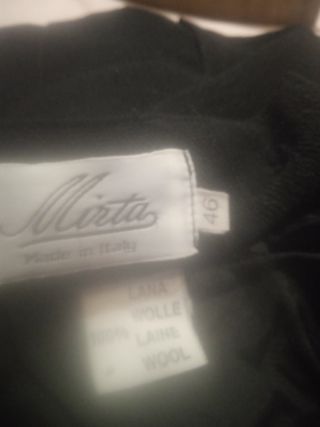 Mirta
Made in Italy
46
LANA
WOLLE
100% LAINE
WOOL